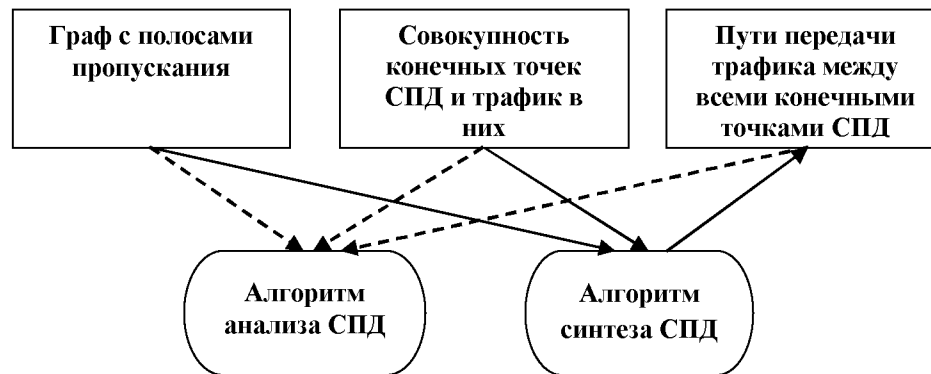 Граф с полосами
пропускания
Совокупность
конечных точек
СПД и трафик в
них
Пути передачи
трафика между
всеми конечными
точками СПД
Алгоритм
анализа СПД
Алгоритм
синтеза СПД